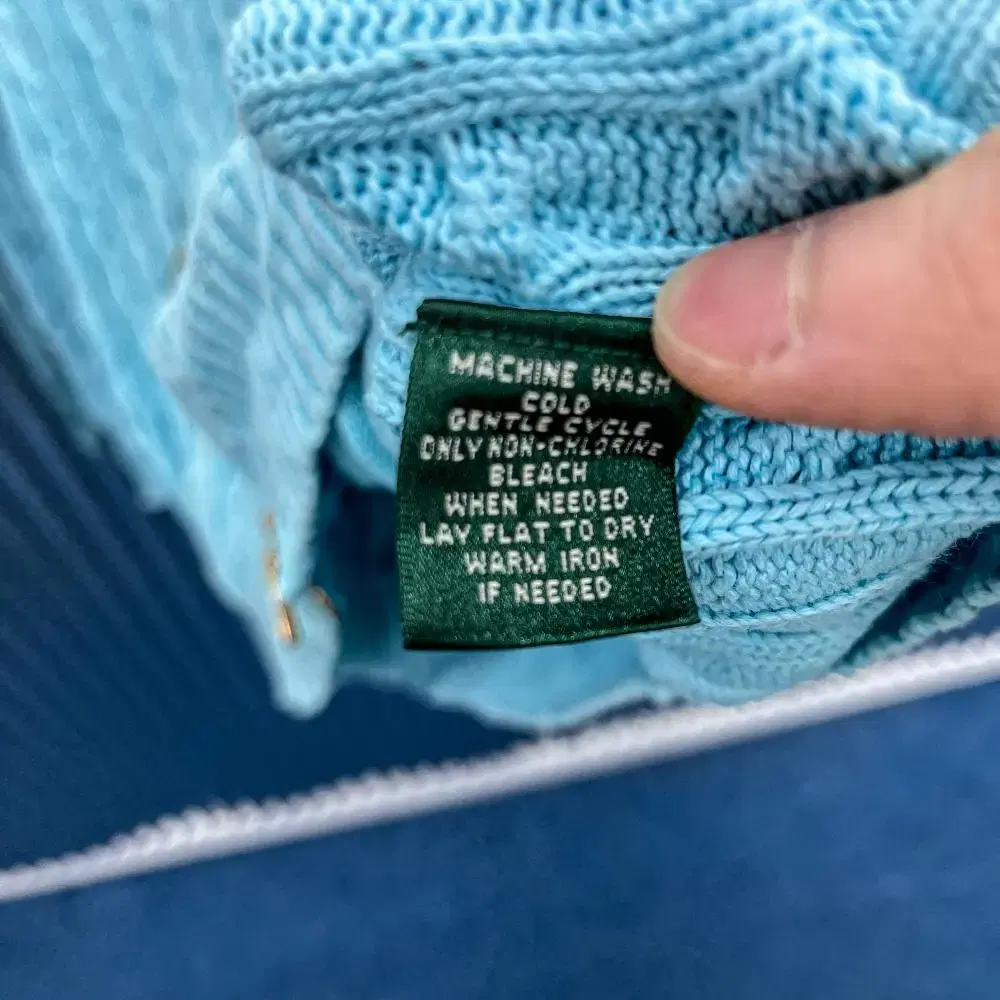 MACHINE WASH
COLD
GENTLE CYCLE
ONLY NON-CHLORINE
BLEACH
WHEN NEEDED
LAY FLAT TO DRY
WARM IRON
IF NEEDED